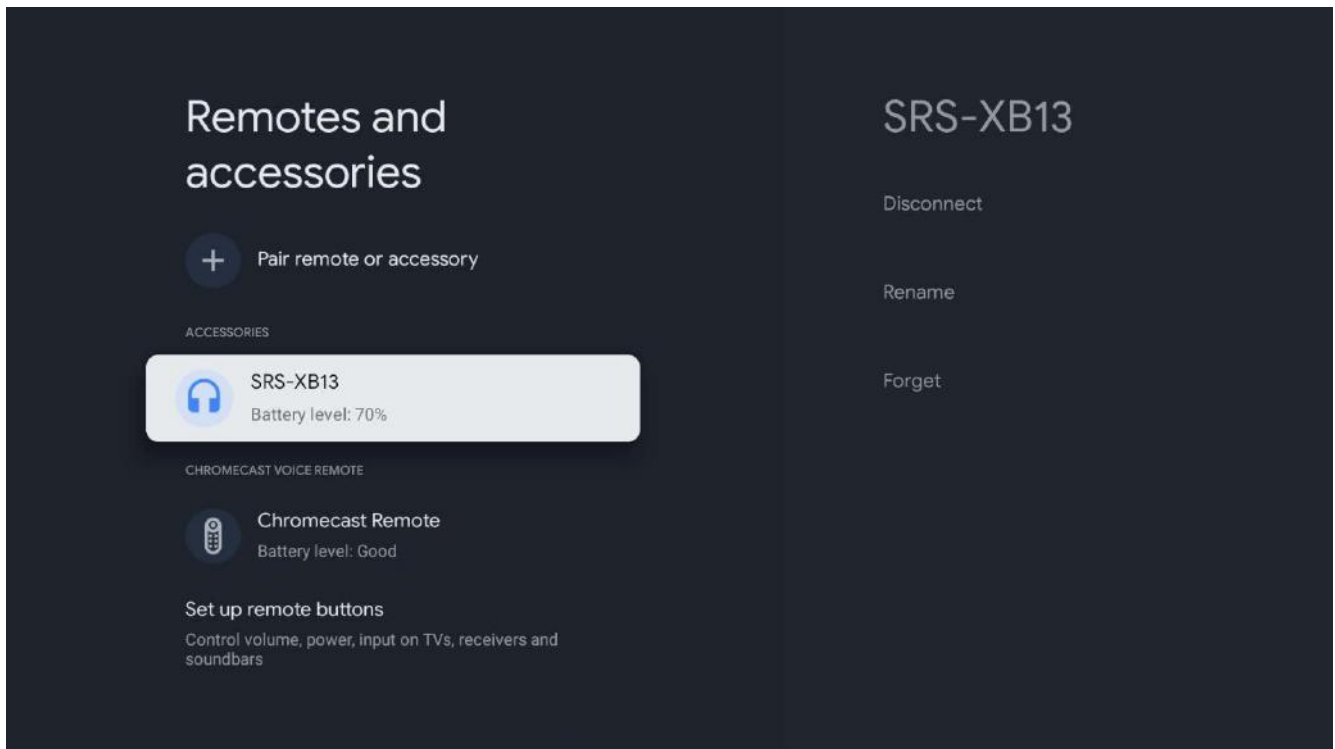 Remotes and
accessories
Pair remote or accessory
ACCESSORIES
SRS-XB13
Battery level: 70%
CHROMECAST VOICE REMOTE
Chromecast Remote
Battery level: Good
Set up remote buttons
Control volume, power, input on TVs, receivers and
soundbars
SRS-XB13
Disconnect
Rename
Forget